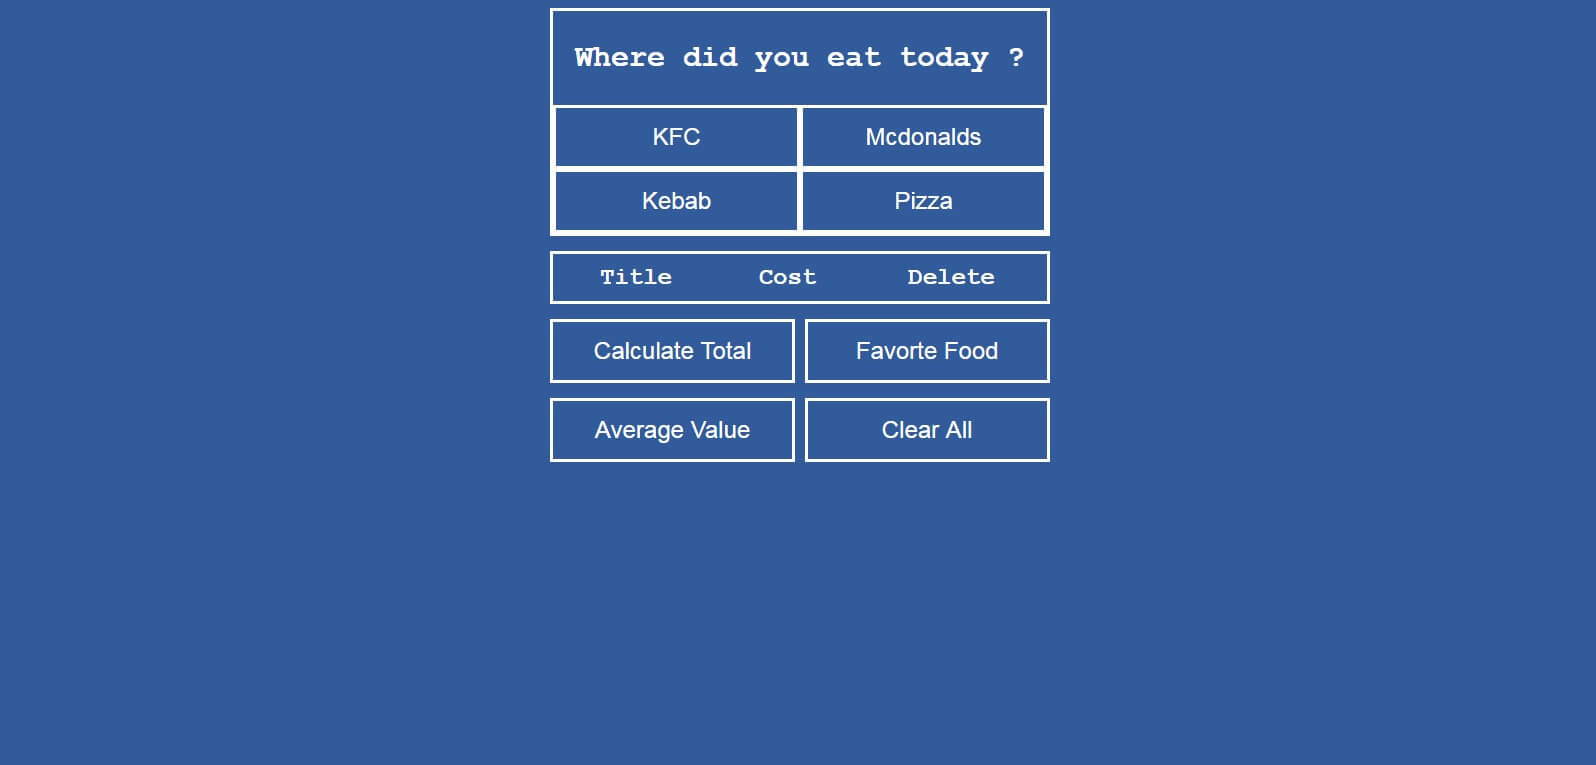 Where did you eat today ?
KFC Mcdonalds
Kebab Pizza
Title Cost Delete
Calculate Total Favorte Food
Average Value Clear All